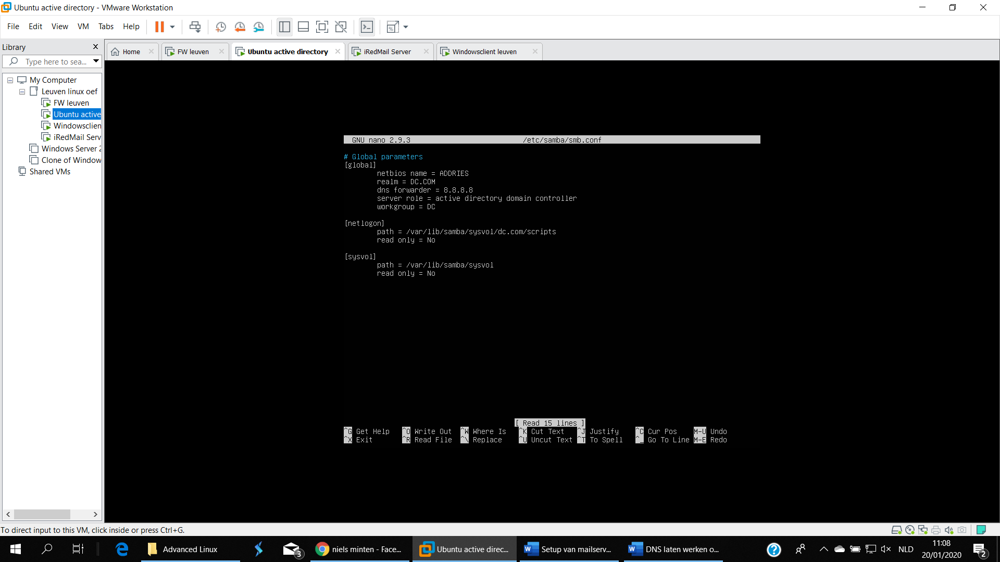 Ubuntu active directory - VMware Workstation
File Edit View VM Tabs Help
Library
Type here to sea...
Home
FW leuven
Ubuntu active directory
iRedMail Server
Windowsclient leuven
My Computer
Leuven linux oef
FW leuven
Ubuntu active
Windowsclien
iRedMail Serv
Windows Server 2
Clone of Window
Shared VMs
GNU nano 2.9.3 /etc/samba/smb.conf
# Global parameters
[global]
netbios name = ADDRIES
realm = DC.COM
dns forwarder = 8.8.8.8
server role = active directory domain controller
workgroup = DC
[netlogon]
path = /var/lib/samba/sysvol/dc.com/scripts
read only = No
[sysvol]
path = /var/lib/samba/sysvol
read only = No
[ Read 15 lines ]
^G Get Help ^O Write Out ^W Where Is ^K Cut Text ^J Justify ^C Cur Pos M-U Undo
^X Exit ^R Read File ^\ Replace ^U Uncut Text ^T To Spell ^_ Go To Line M-E Redo
To direct input to this VM, click inside or press Ctrl+G.
Advanced Linux
3
niels minten - Face...
Ubuntu active direc...
Setup van mailserv...
DNS laten werken o...
NLD
11:08
20/01/2020
2